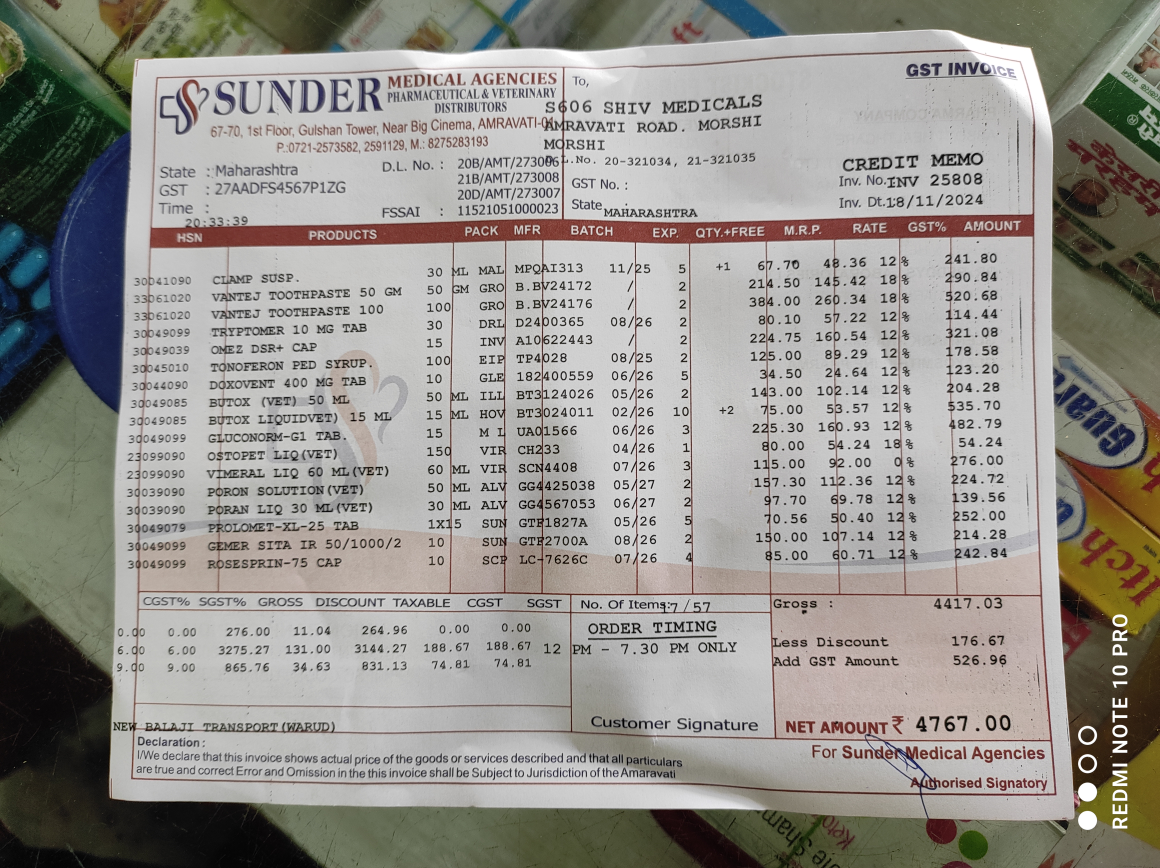 SUNDER MEDICAL AGENCIES
PHARMACEUTICAL & VETERINARY
DISTRIBUTORS
67-70, 1st Floor, Gulshan Tower, Near Big Cinema, AMRAVATI-
P.:0721-2573582, 2591129, M.: 8275283193
State : Maharashtra
GST : 27AADFS4567P1ZG
Time :
20:33:39
D.L. No. : 20B/AMT/273006
21B/AMT/273008
20D/AMT/273007
FSSAI : 11521051000023
To,
S606 SHIV MEDICALS
AMRAVATI ROAD. MORSHI
MORSHI
D.L.No. 20-321034, 21-321035
GST No. :
State MAHARASHTRA
GST INVOICE
CREDIT MEMO
Inv. No. INV 25808
Inv. Dt. 18/11/2024
HSN PRODUCTS PACK MFR BATCH EXP. QTY.+FREE M.R.P. RATE GST% AMOUNT
30041090 CLAMP SUSP. 30 ML MAL MPQAI313 11/25 5 +1 67.70 48.36 12% 241.80
33061020 VANTEJ TOOTHPASTE 50 GM 50 GM GRO B.BV24172 / 2 214.50 145.42 18% 290.84
33061020 VANTEJ TOOTHPASTE 100 100 GRO B.BV24176 / 2 384.00 260.34 18% 520.68
30049099 TRYPTOMER 10 MG TAB 30 DRL D2400365 08/26 2 80.10 57.22 12% 114.44
30049039 OMEZ DSR+ CAP 15 INV A10622443 / 2 224.75 160.54 12% 321.08
30045010 TONOFERON PED SYRUP. 100 EIP TP4028 08/25 2 125.00 89.29 12% 178.58
30044090 DOXOVENT 400 MG TAB 10 GLE 182400559 06/26 5 34.50 24.64 12% 123.20
30049085 BUTOX (VET) 50 ML 50 ML ILL BT3124026 05/26 2 143.00 102.14 12% 204.28
30049085 BUTOX LIQUIDVET) 15 ML 15 ML HOV BT3024011 02/26 10 +2 75.00 53.57 12% 535.70
30049099 GLUCONORM-G1 TAB. 15 M L UA01566 06/26 3 225.30 160.93 12% 482.79
23099090 OSTOPET LIQ(VET) 150 VIR CH233 04/26 1 80.00 54.24 18% 54.24
23099090 VIMERAL LIQ 60 ML(VET) 60 ML VIR SCN4408 07/26 3 115.00 92.00 0% 276.00
30039090 PORON SOLUTION(VET) 50 ML ALV GG4425038 05/27 2 157.30 112.36 12% 224.72
30039090 PORAN LIQ 30 ML(VET) 30 ML ALV GG4567053 06/27 2 97.70 69.78 12% 139.56
30049079 PROLOMET-XL-25 TAB 1X15 SUN GTF1827A 05/26 5 70.56 50.40 12% 252.00
30049099 GEMER SITA IR 50/1000/2 10 SUN GTF2700A 08/26 2 150.00 107.14 12% 214.28
30049099 ROSESPRIN-75 CAP 10 SCP LC-7626C 07/26 4 85.00 60.71 12% 242.84
CGST% SGST% GROSS DISCOUNT TAXABLE CGST SGST
0.00 0.00 276.00 11.04 264.96 0.00 0.00
6.00 6.00 3275.27 131.00 3144.27 188.67 188.67
9.00 9.00 865.76 34.63 831.13 74.81 74.81
No. Of Items:17/57
ORDER TIMING
12 PM - 7.30 PM ONLY
Customer Signature
Gross : 4417.03
Less Discount 176.67
Add GST Amount 526.96
NET AMOUNT ₹ 4767.00
NEW BALAJI TRANSPORT(WARUD)
Declaration :
I/We declare that this invoice shows actual price of the goods or services described and that all particulars
are true and correct Error and Omission in the this invoice shall be Subject to Jurisdiction of the Amaravati
For Sunder Medical Agencies
Authorised Signatory
Itch
Guard
REDMI NOTE 10 PRO